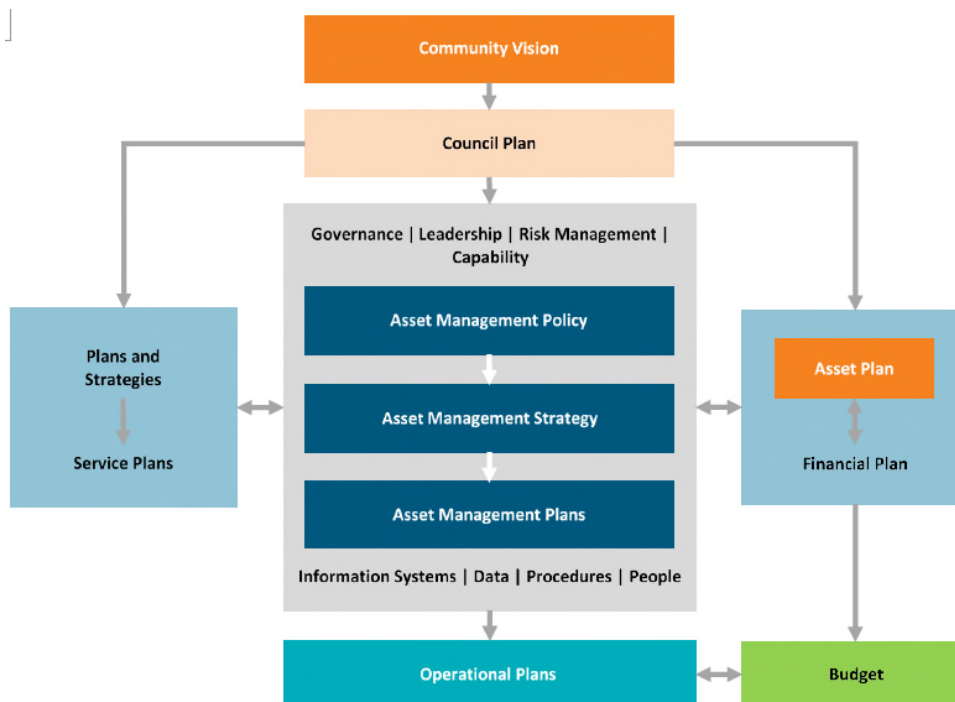 Community Vision
Council Plan
Governance | Leadership | Risk Management |
Capability
Asset Management Policy
Plans and
Strategies
Asset Plan
Asset Management Strategy
Service Plans
Financial Plan
Asset Management Plans
Information Systems | Data | Procedures | People
Operational Plans
Budget